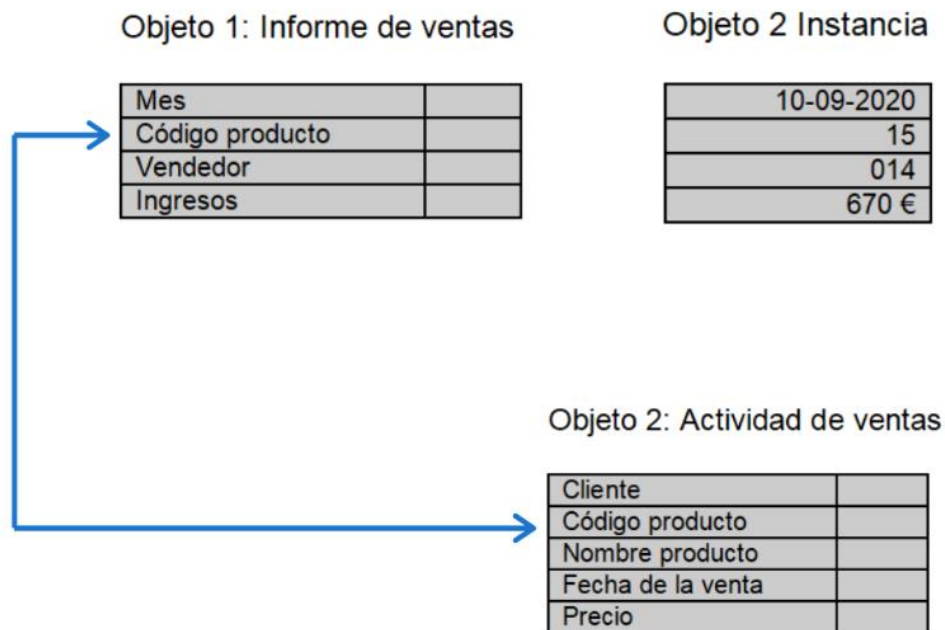 Objeto 1: Informe de ventas
Mes
Código producto
Vendedor
Ingresos
Objeto 2 Instancia
10-09-2020
15
014
670 €
Objeto 2: Actividad de ventas
Cliente
Código producto
Nombre producto
Fecha de la venta
Precio